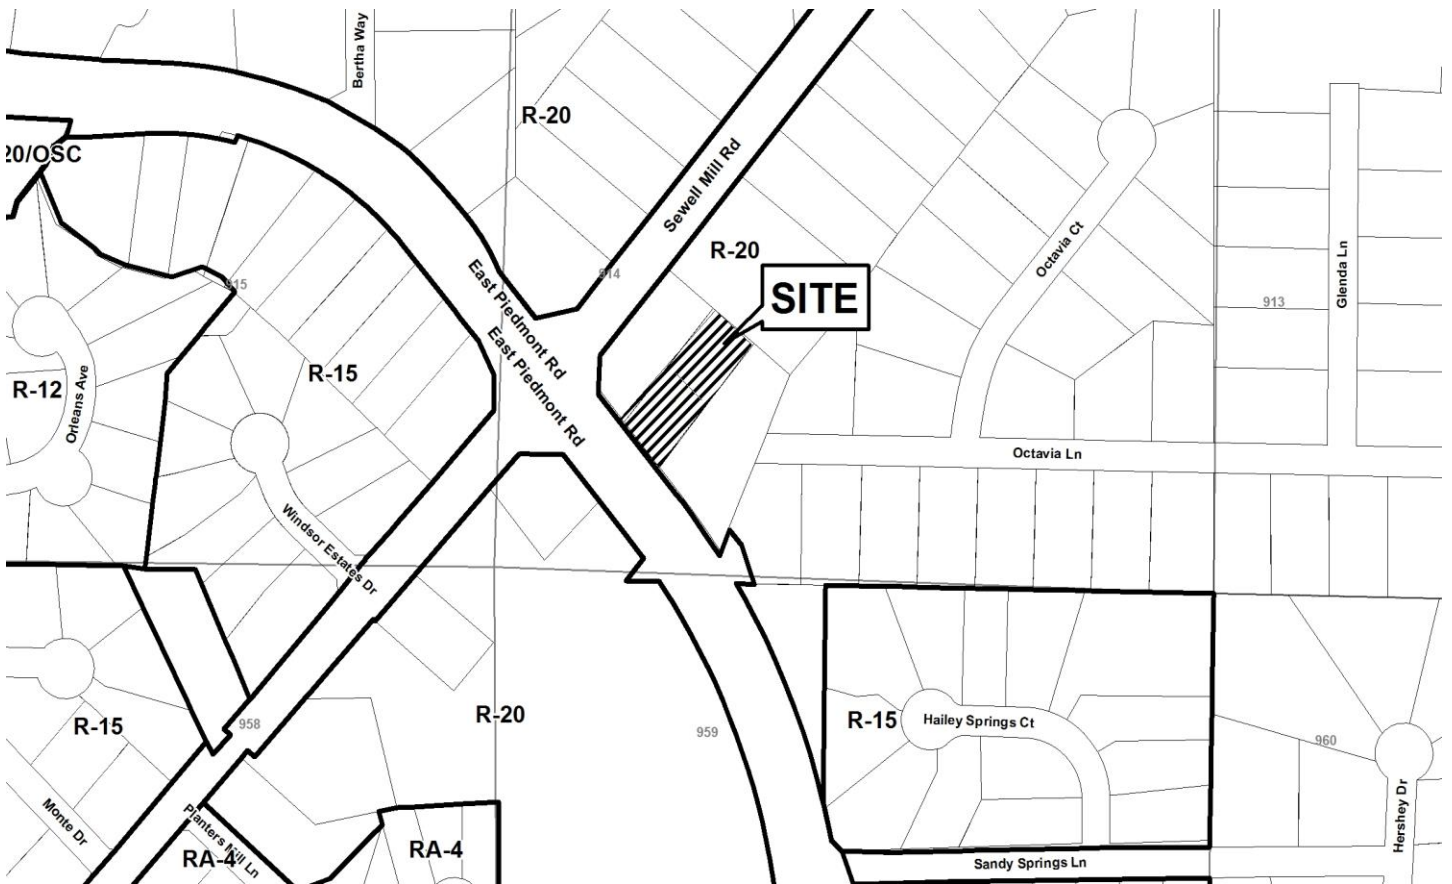 Bertha Way
R-20
20/OSC
Sewell Mill Rd
Octavia Ct
R-20
Glenda Ln
914
915
East Piedmont Rd
SITE
913
East Piedmont Rd
R-15
R-12
Orleans Ave
Octavia Ln
Windsor Estates Dr
R-15
958
R-20
959
R-15
Hailey Springs Ct
960
Monte Dr
Planters Mill Ln
RA-4
RA-4
Sandy Springs Ln
Hershey Dr